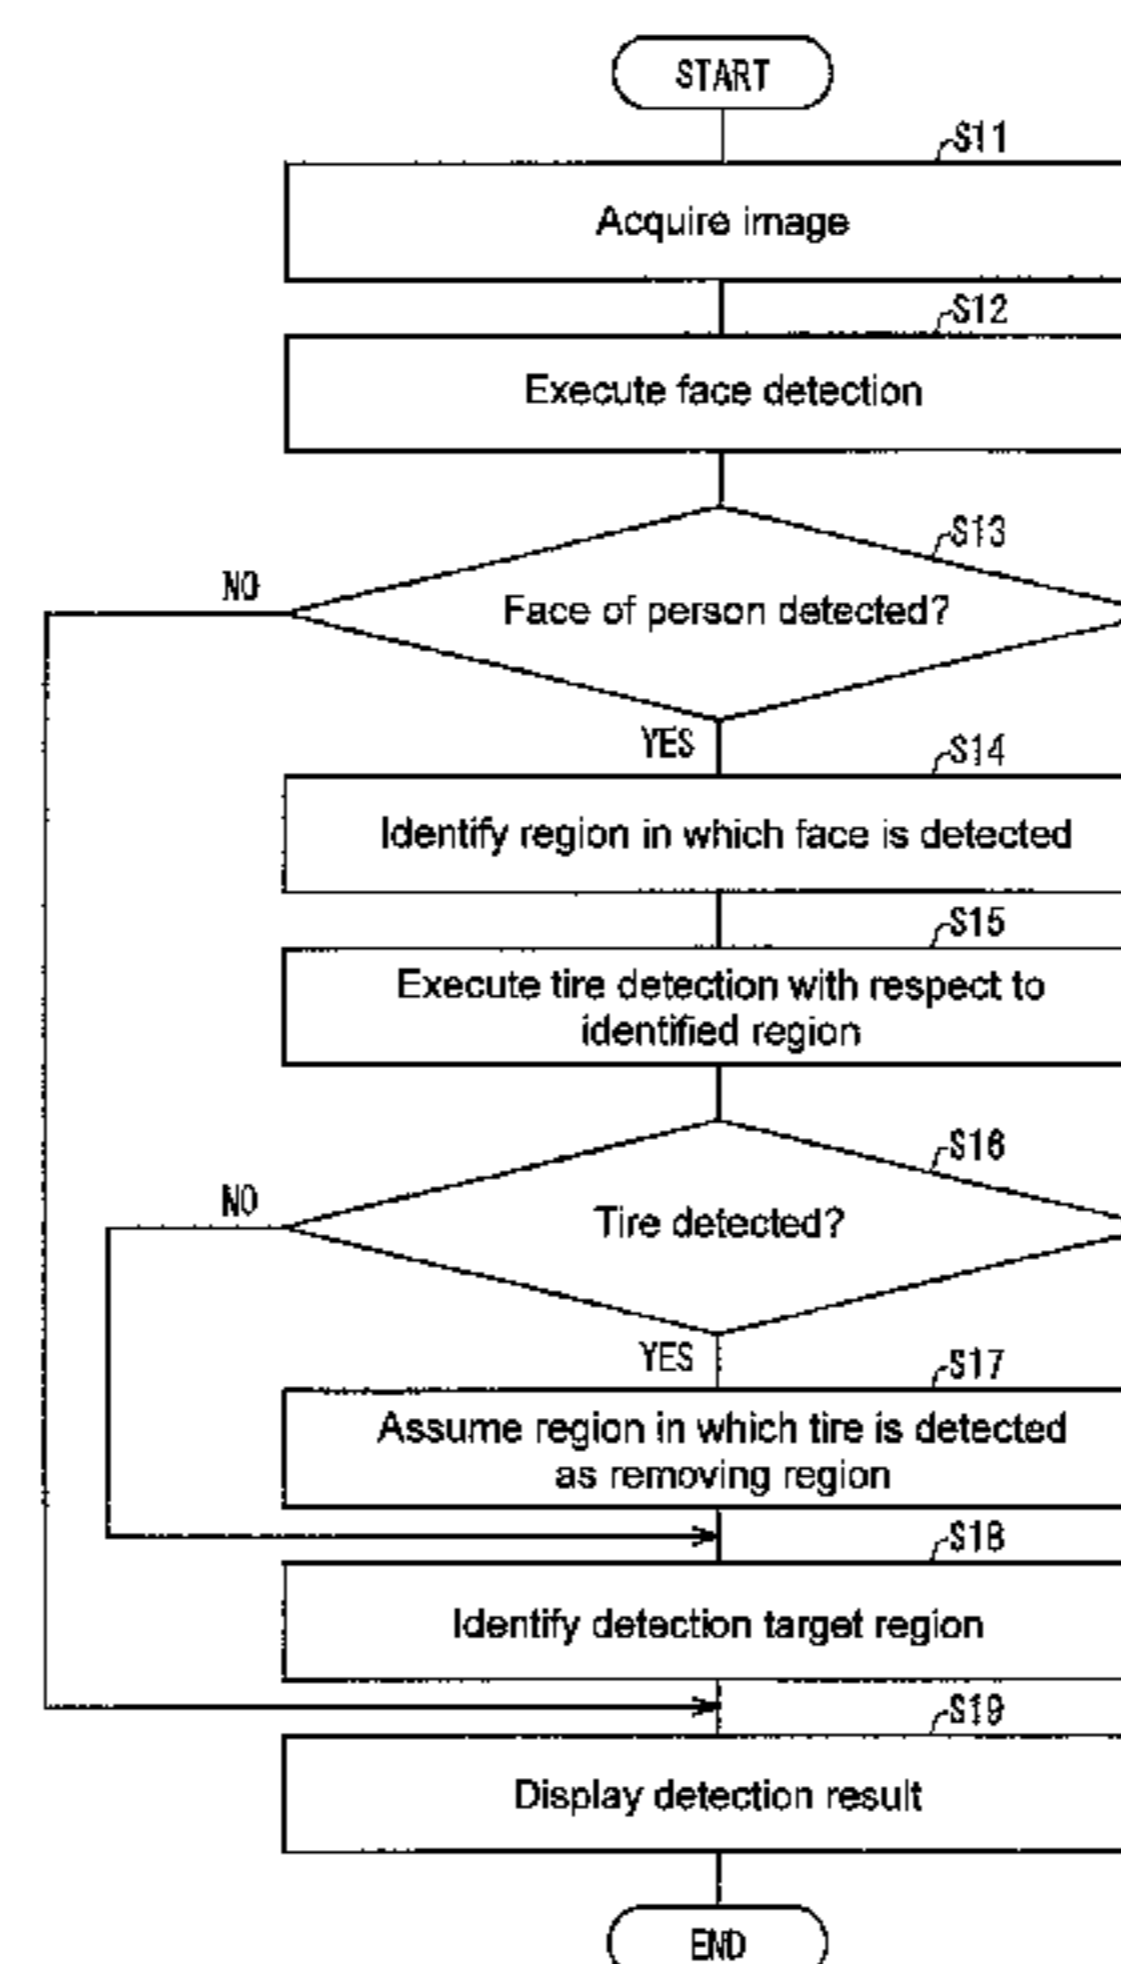 START
S11
Acquire image
S12
Execute face detection
S13
NO
Face of person detected?
YES
S14
Identify region in which face is detected
S15
Execute tire detection with respect to
identified region
S16
NO
Tire detected?
YES
S17
Assume region in which tire is detected
as removing region
S18
Identify detection target region
S19
Display detection result
END